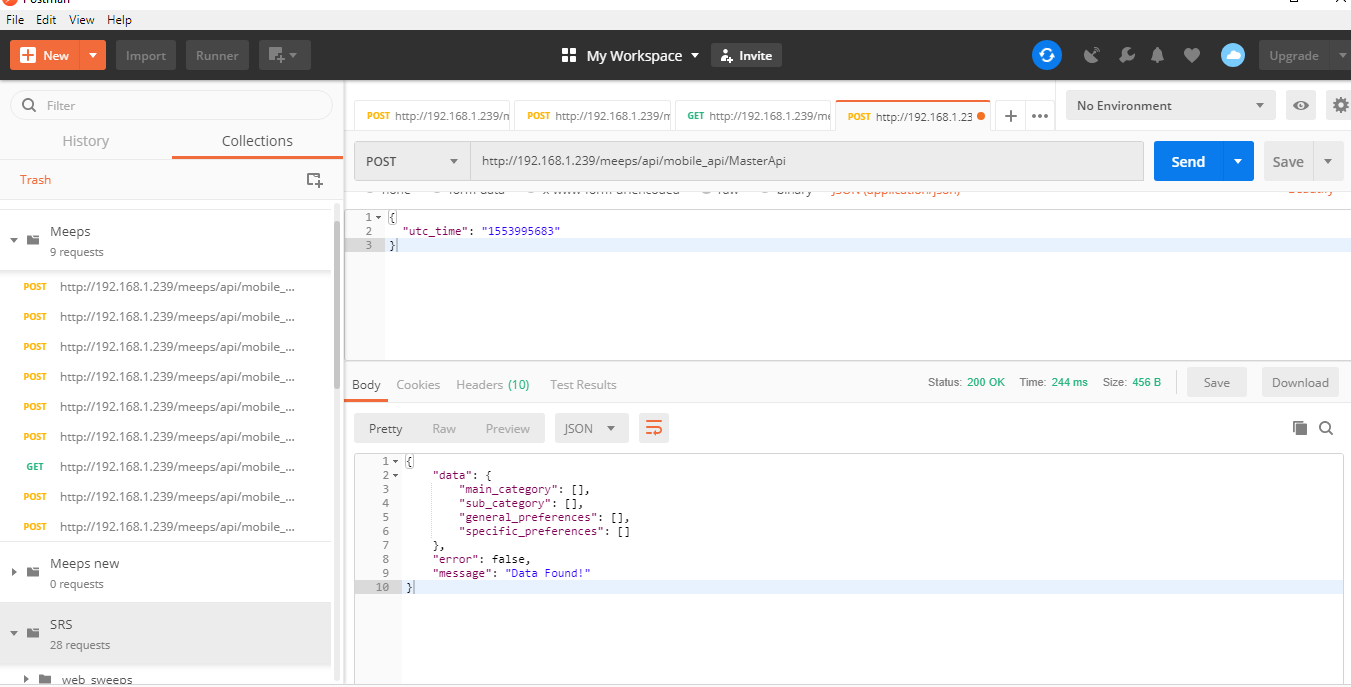 Postman
File Edit View Help
New Import Runner My Workspace Invite Upgrade
Filter
History Collections
Trash
Meeps
9 requests
POST http://192.168.1.239/meeps/api/mobile_...
POST http://192.168.1.239/meeps/api/mobile_...
POST http://192.168.1.239/meeps/api/mobile_...
POST http://192.168.1.239/meeps/api/mobile_...
POST http://192.168.1.239/meeps/api/mobile_...
POST http://192.168.1.239/meeps/api/mobile_...
GET http://192.168.1.239/meeps/api/mobile_...
POST http://192.168.1.239/meeps/api/mobile_...
POST http://192.168.1.239/meeps/api/mobile_...
Meeps new
0 requests
SRS
28 requests
web_sweeps
POST http://192.168.1.239/m POST http://192.168.1.239/m GET http://192.168.1.239/me POST http://192.168.1.23 No Environment
POST http://192.168.1.239/meeps/api/mobile_api/MasterApi Send Save
none form-data x-www-form-urlencoded raw binary JSON (application/json) Beautify
1 {
2 "utc_time": "1553995683"
3 }
Body Cookies Headers (10) Test Results Status: 200 OK Time: 244 ms Size: 456 B Save Download
Pretty Raw Preview JSON
1 {
2 "data": {
3 "main_category": [],
4 "sub_category": [],
5 "general_preferences": [],
6 "specific_preferences": []
7 },
8 "error": false,
9 "message": "Data Found!"
10 }